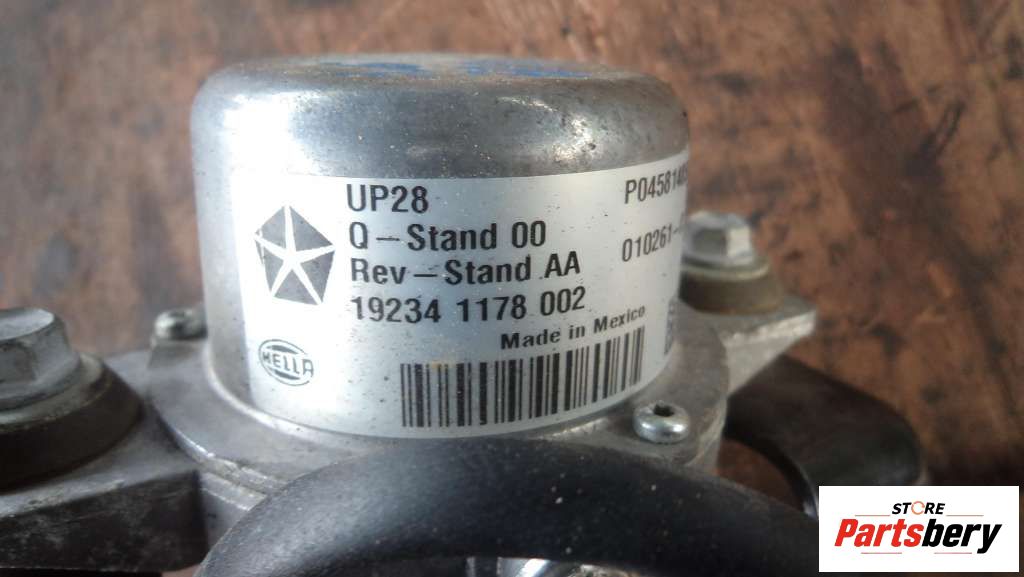 UP28
Q-Stand 00
Rev-Stand AA
19234 1178 002
Made in Mexico
HELLA
STORE
Partsbery